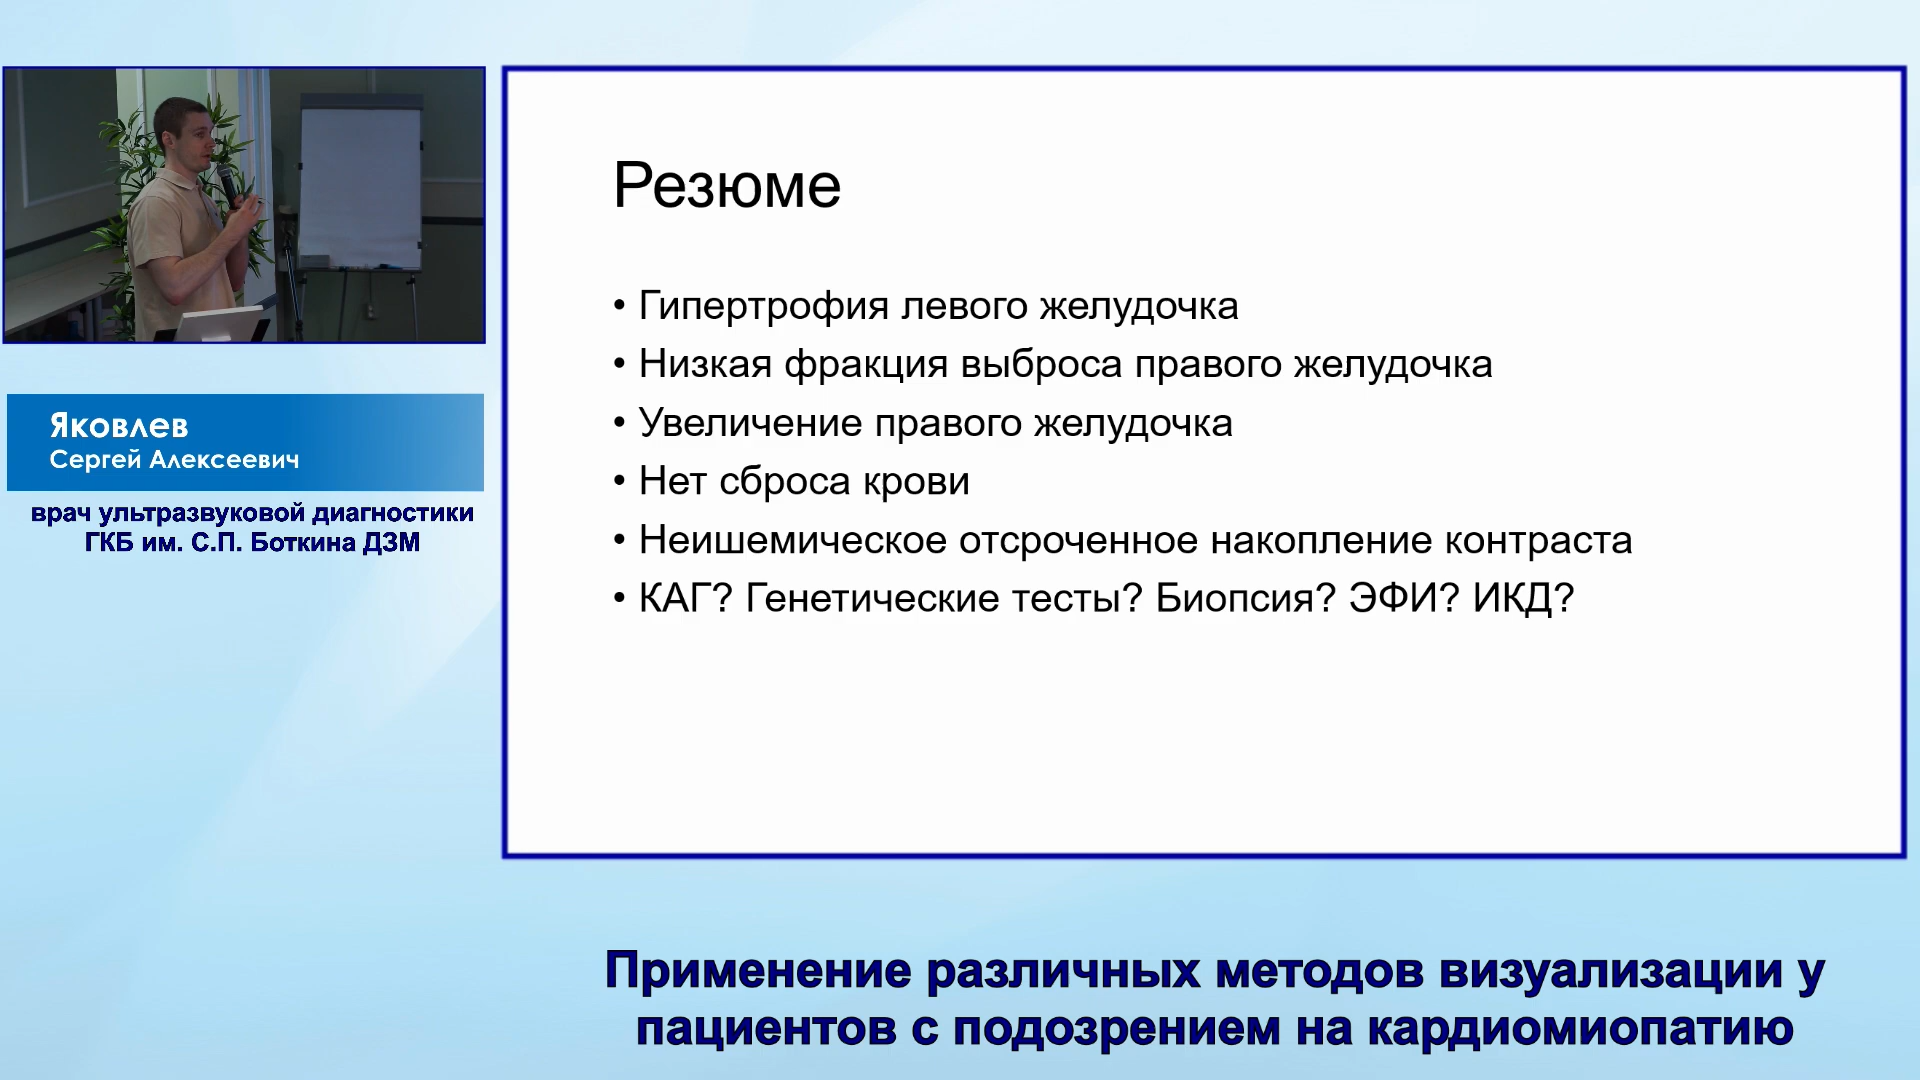 Яковлев
Сергей Алексеевич
врач ультразвуковой диагностики
ГКБ им. С.П. Боткина ДЗМ
Резюме
• Гипертрофия левого желудочка
• Низкая фракция выброса правого желудочка
• Увеличение правого желудочка
• Нет сброса крови
• Неишемическое отсроченное накопление контраста
• КАГ? Генетические тесты? Биопсия? ЭФИ? ИКД?
Применение различных методов визуализации у
пациентов с подозрением на кардиомиопатию